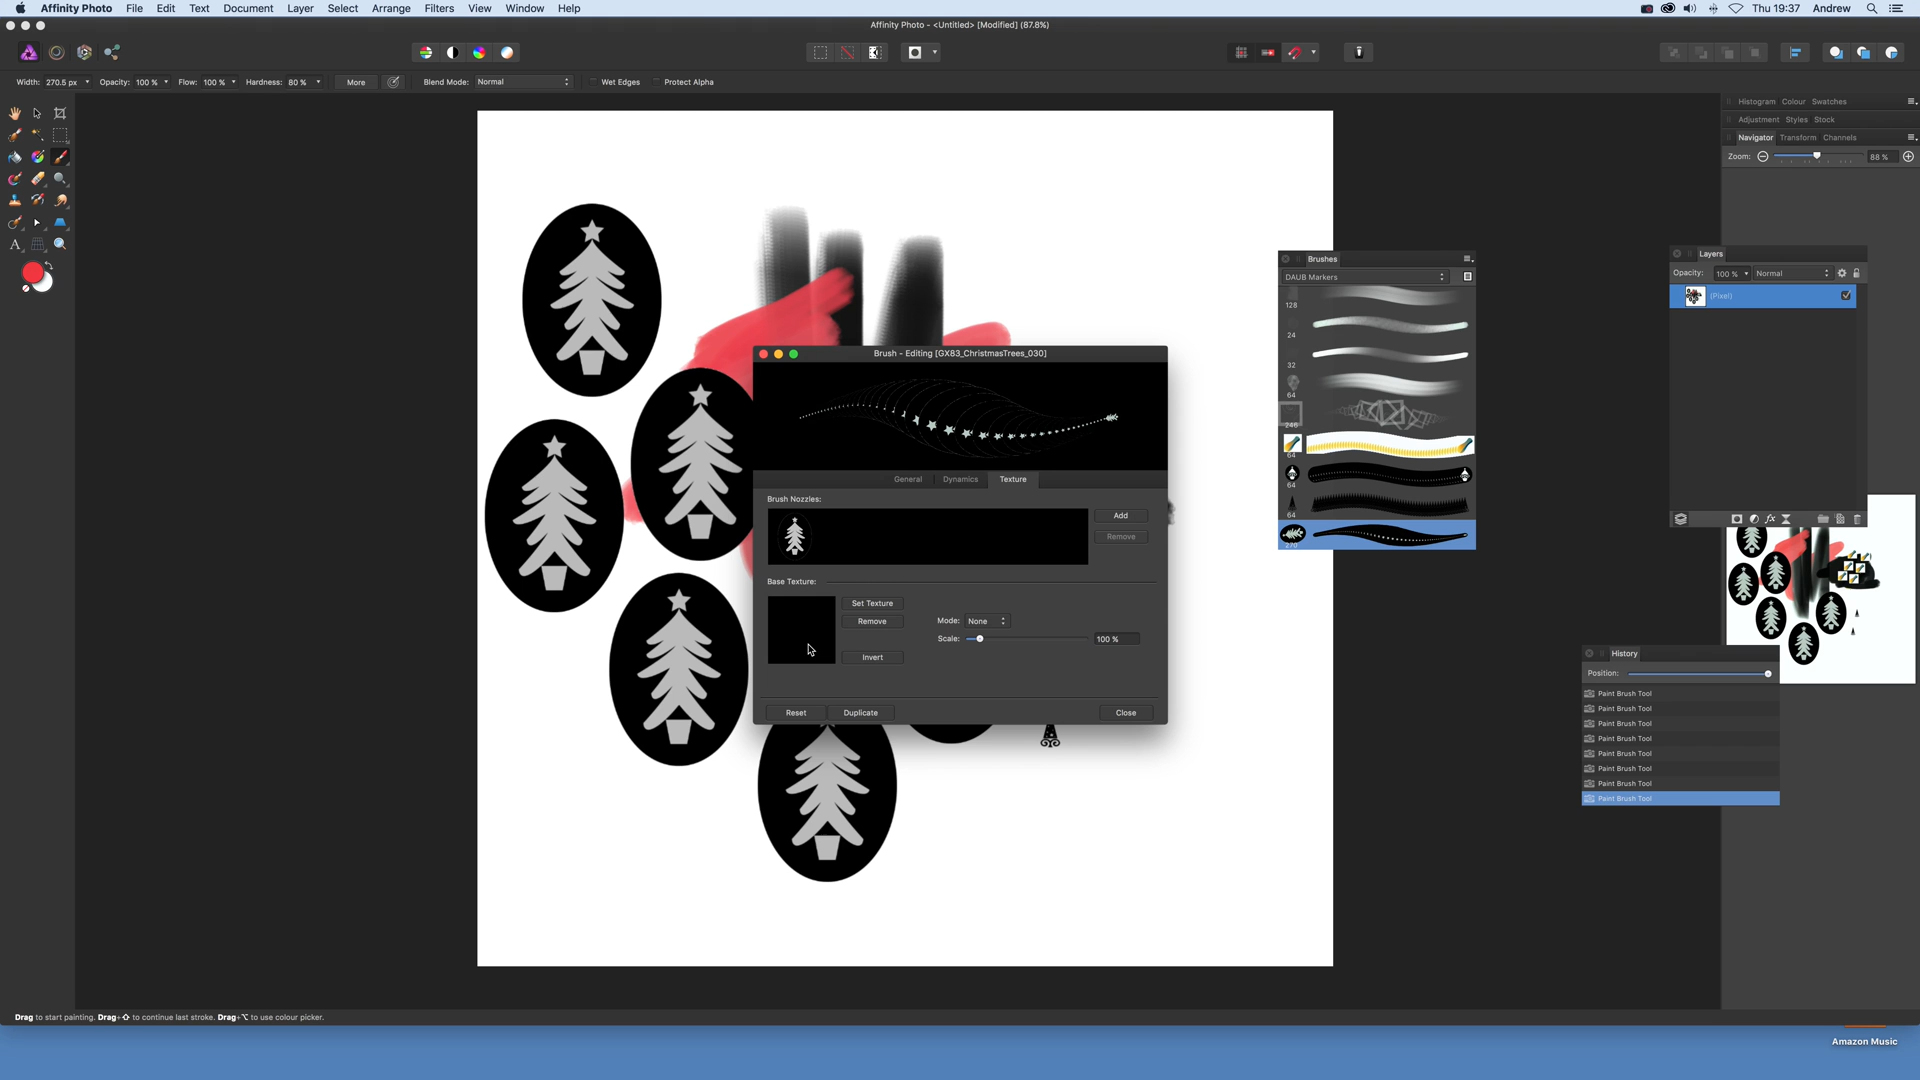 Affinity Photo File Edit Text Document Layer Select Arrange Filters View Window Help Thu 19:37 Andrew
Affinity Photo - <Untitled> [Modified] (87.8%)
Width: 270.5 px Opacity: 100 % Flow: 100 % Hardness: 80 % More Blend Mode: Normal Wet Edges Protect Alpha
Histogram Colour Swatches
Adjustment Styles Stock
Navigator Transform Channels
Zoom: 88 %
Brushes
DAUB Markers
128
24
32
64
246
64
64
64
270
Layers
Opacity: 100 % Normal
(Pixel)
fx
Brush - Editing [GX83_ChristmasTrees_030]
General Dynamics Texture
Brush Nozzles:
Add
Remove
Base Texture:
Set Texture
Remove
Invert
Mode: None
Scale: 100 %
Reset Duplicate Close
History
Position:
Paint Brush Tool
Paint Brush Tool
Paint Brush Tool
Paint Brush Tool
Paint Brush Tool
Paint Brush Tool
Paint Brush Tool
Paint Brush Tool
A
Drag to start painting. Drag+⇧ to continue last stroke. Drag+⌥ to use colour picker.
Amazon Music